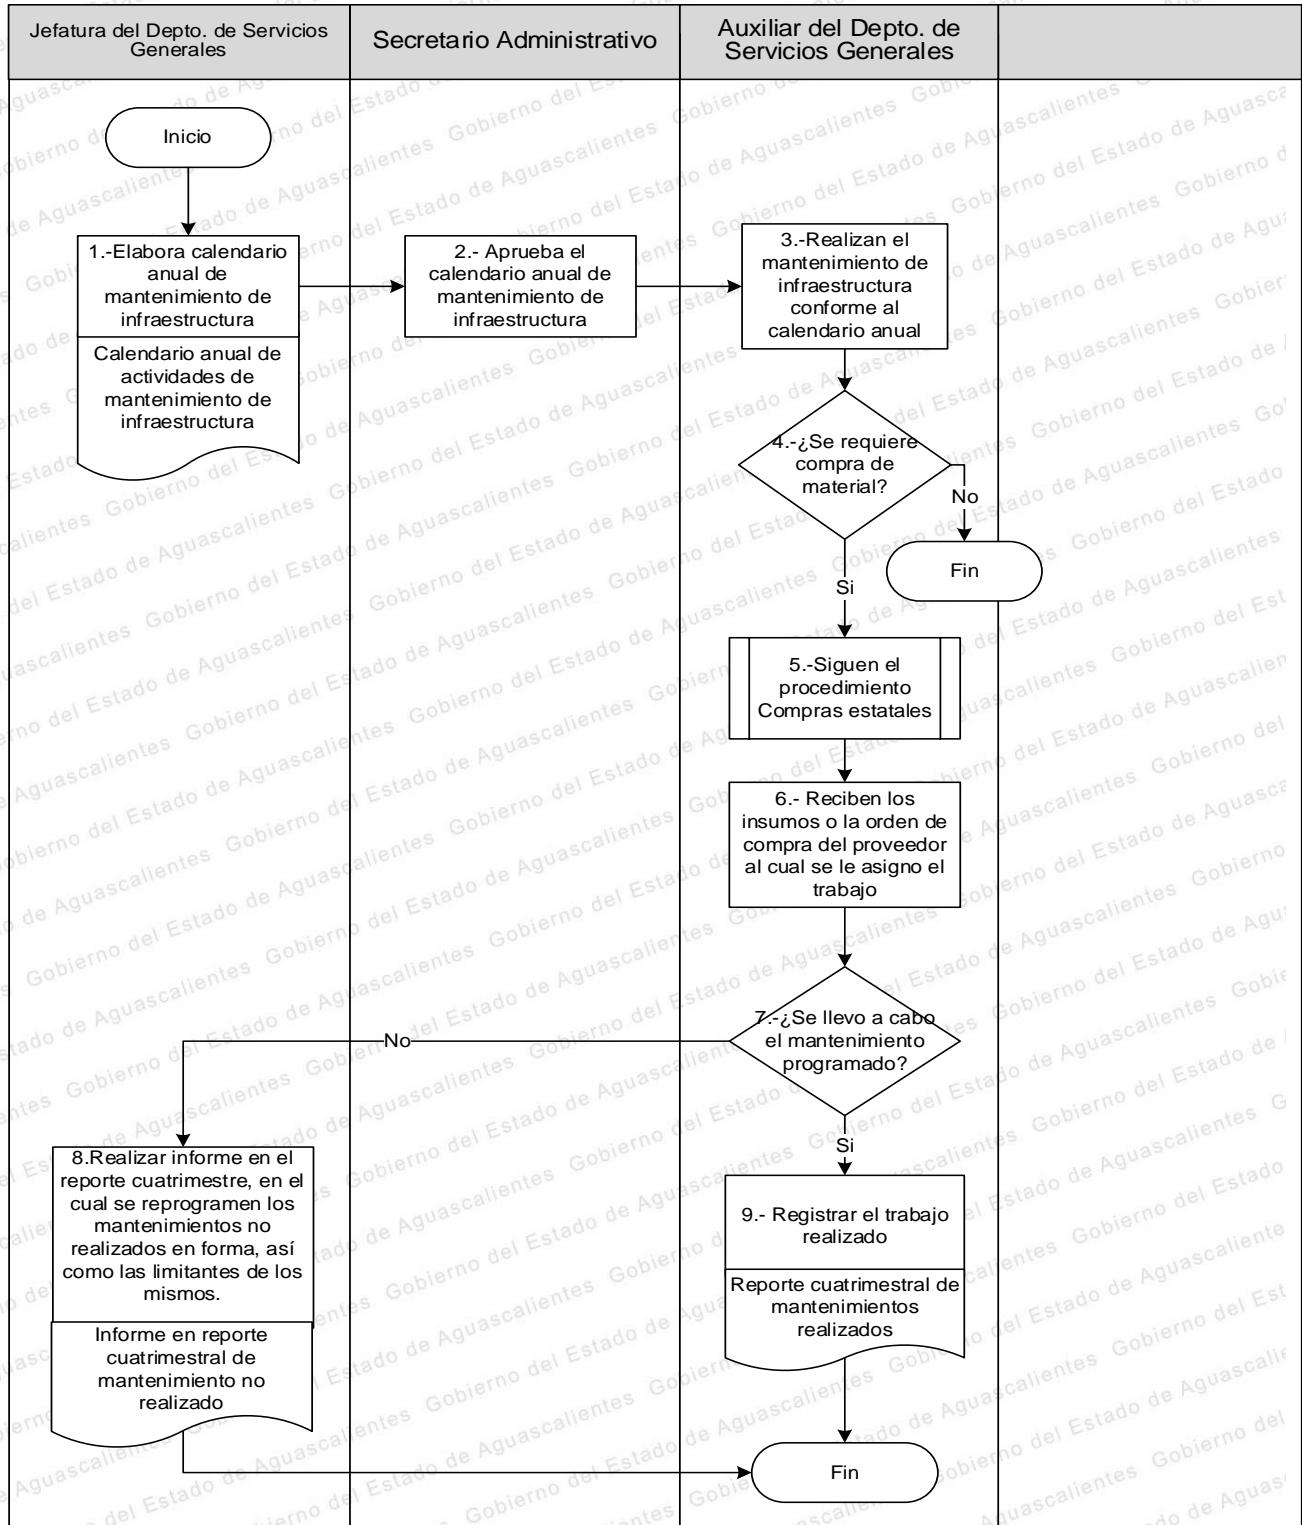 Jefatura del Depto. de Servicios
Generales
Secretario Administrativo
Auxiliar del Depto. de
Servicios Generales
Inicio
1.-Elabora calendario
anual de
mantenimiento de
infraestructura
Calendario anual de
actividades de
mantenimiento de
infraestructura
2.- Aprueba el
calendario anual de
mantenimiento de
infraestructura
3.-Realizan el
mantenimiento de
infraestructura
conforme al
calendario anual
4.-¿Se requiere
compra de
material?
No
Fin
Si
5.-Siguen el
procedimiento
Compras estatales
6.- Reciben los
insumos o la orden de
compra del proveedor
al cual se le asigno el
trabajo
7.-¿Se llevo a cabo
el mantenimiento
programado?
No
Si
8.Realizar informe en el
reporte cuatrimestre, en el
cual se reprogramen los
mantenimientos no
realizados en forma, así
como las limitantes de los
mismos.
Informe en reporte
cuatrimestral de
mantenimiento no
realizado
9.- Registrar el trabajo
realizado
Reporte cuatrimestral de
mantenimientos
realizados
Fin
Gobierno del Estado de Aguascalientes